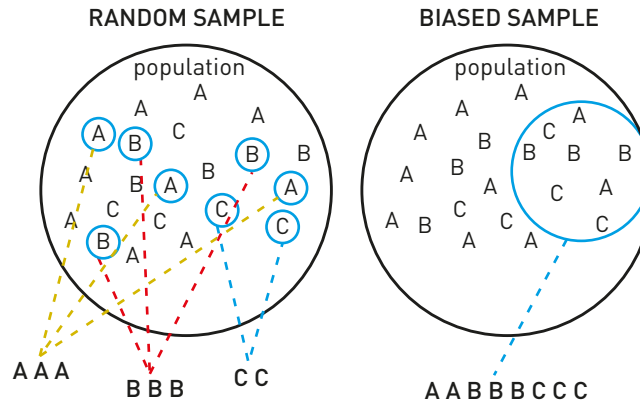 RANDOM SAMPLE
population
A
A A
A C
B
B B
A B
B A A
C C
A C C
B A
A
A A A
B B B
C C
BIASED SAMPLE
population
A
A A
B C
B B B
A B
A C A
C
A B C C
A A
A A B B B C C C